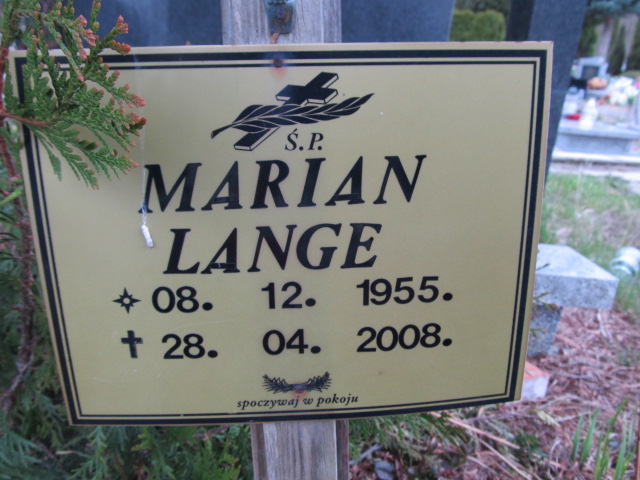 Ś.P.
MARIAN
LANGE
08. 12. 1955.
✝ 28. 04. 2008.
spoczywaj w pokoju